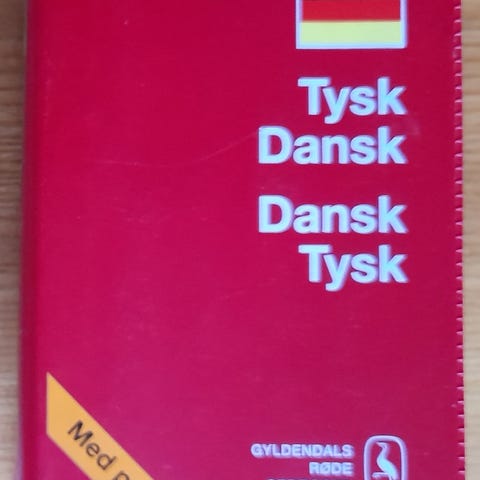 Tysk
Dansk
Dansk
Tysk
Med
GYLDENDALS
RØDE